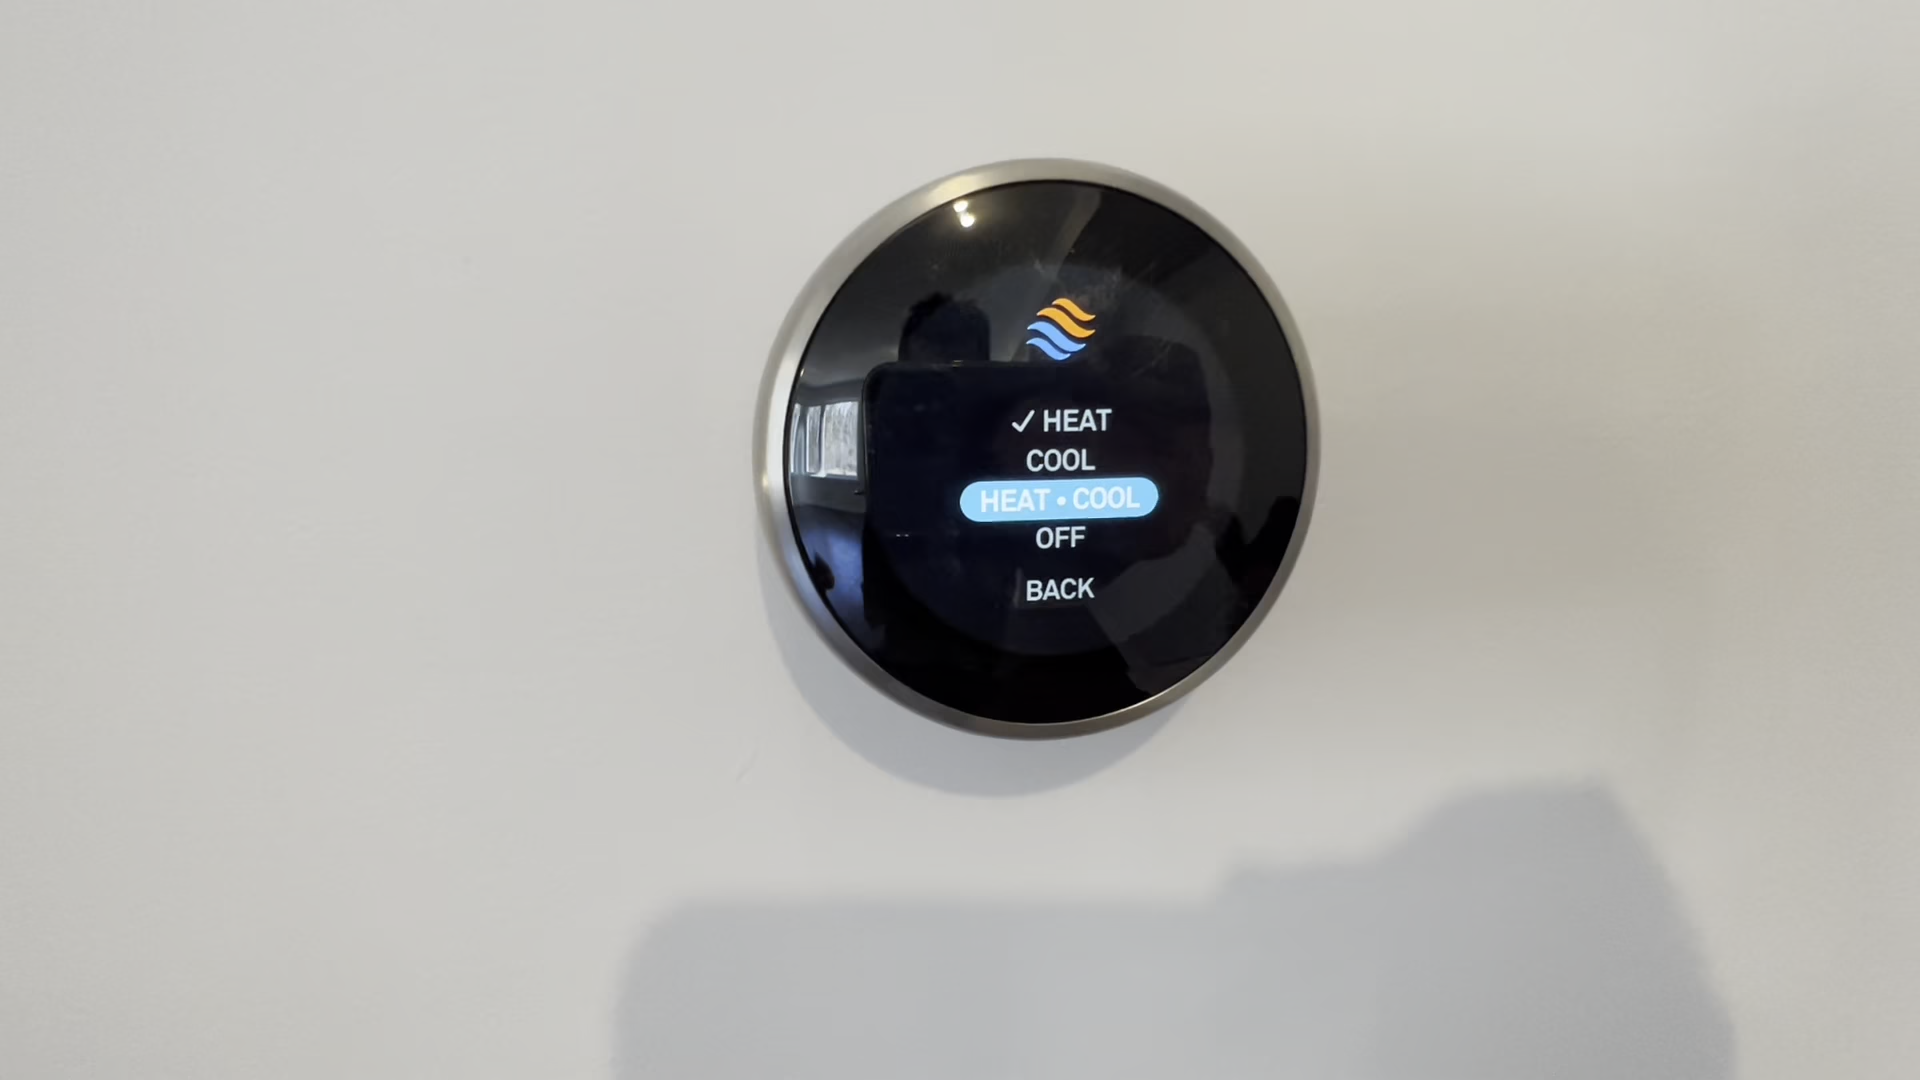 ✓ HEAT
COOL
HEAT • COOL
OFF
BACK